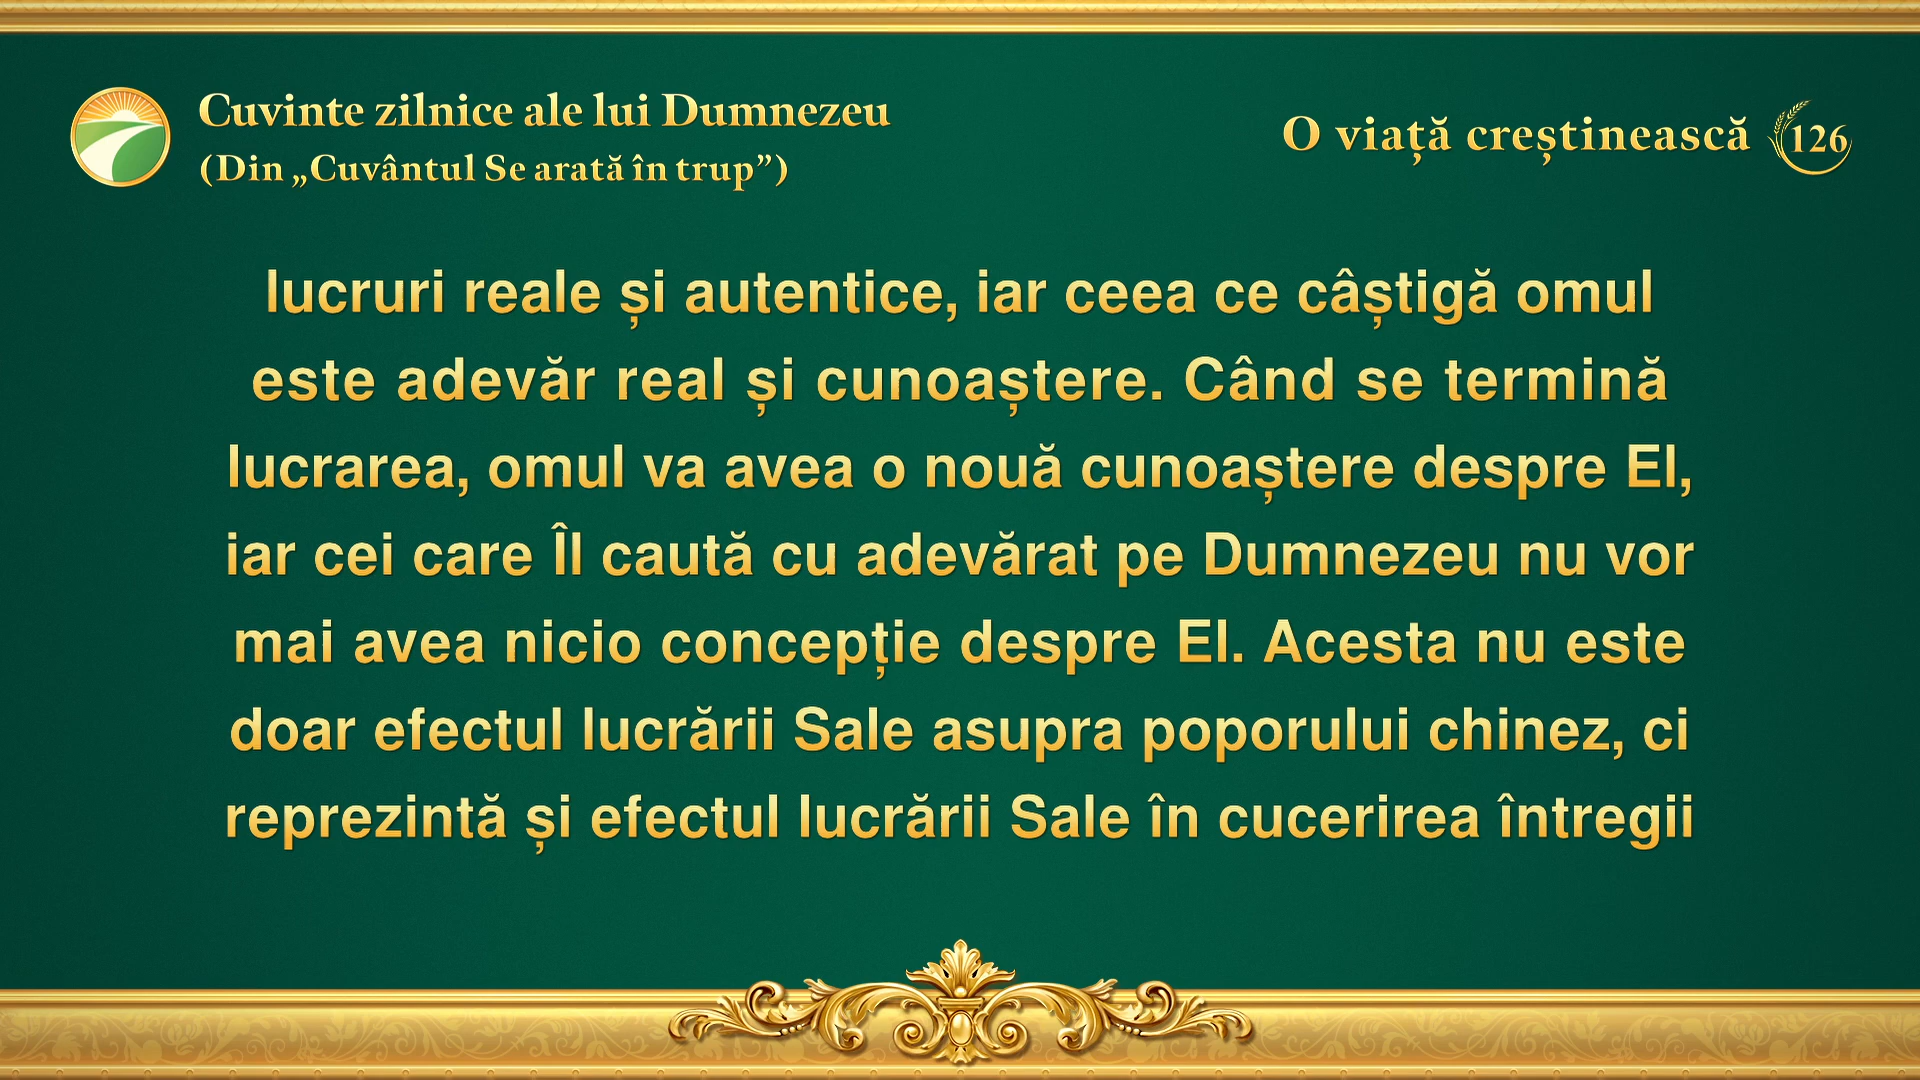 Cuvinte zilnice ale lui Dumnezeu
(Din „Cuvântul Se arată în trup”)
O viață creștinească 126
lucruri reale și autentice, iar ceea ce câștigă omul
este adevăr real și cunoaștere. Când se termină
lucrarea, omul va avea o nouă cunoaștere despre El,
iar cei care Îl caută cu adevărat pe Dumnezeu nu vor
mai avea nicio concepție despre El. Acesta nu este
doar efectul lucrării Sale asupra poporului chinez, ci
reprezintă și efectul lucrării Sale în cucerirea întregii